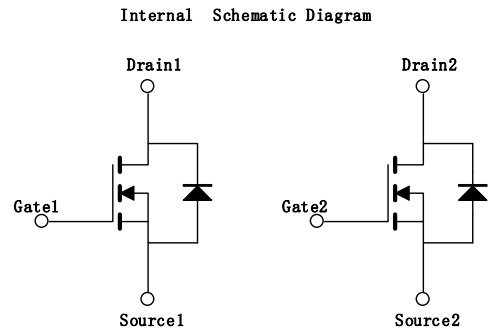 Internal Schematic Diagram
Drain1
Drain2
Gate1
Gate2
Source1
Source2